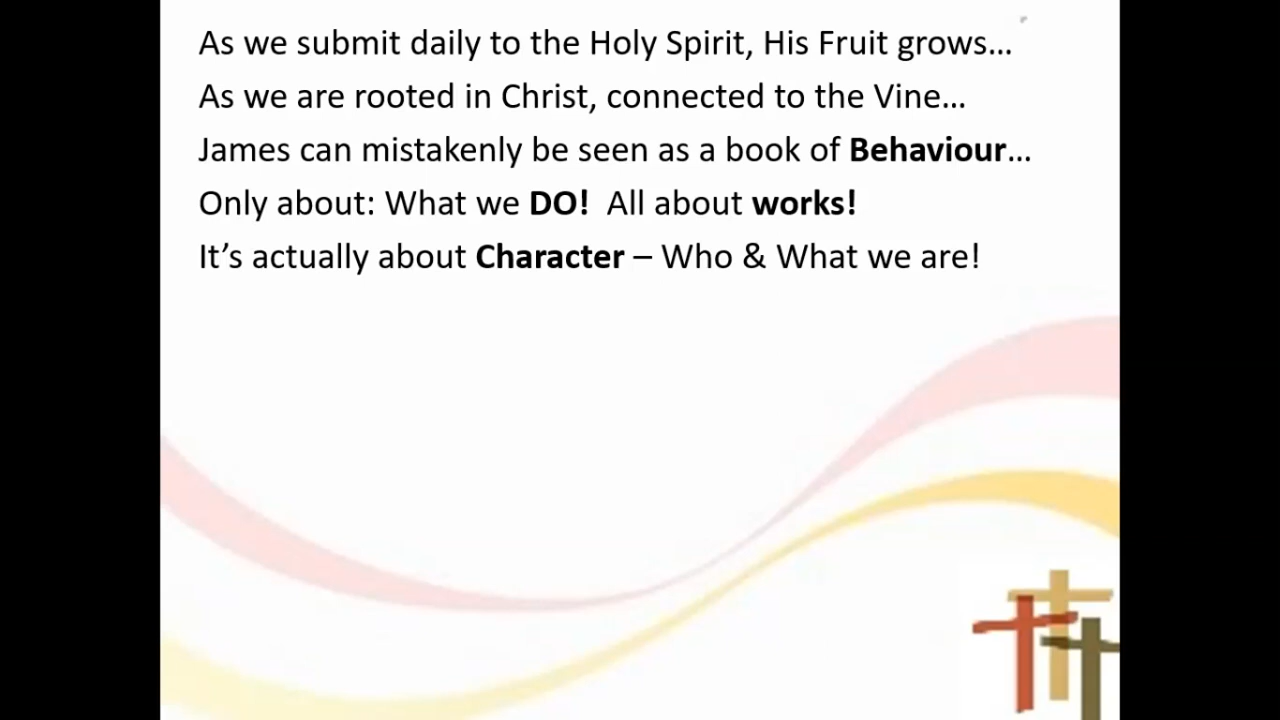 As we submit daily to the Holy Spirit, His Fruit grows…
As we are rooted in Christ, connected to the Vine…
James can mistakenly be seen as a book of Behaviour…
Only about: What we DO!  All about works!
It’s actually about Character – Who & What we are!